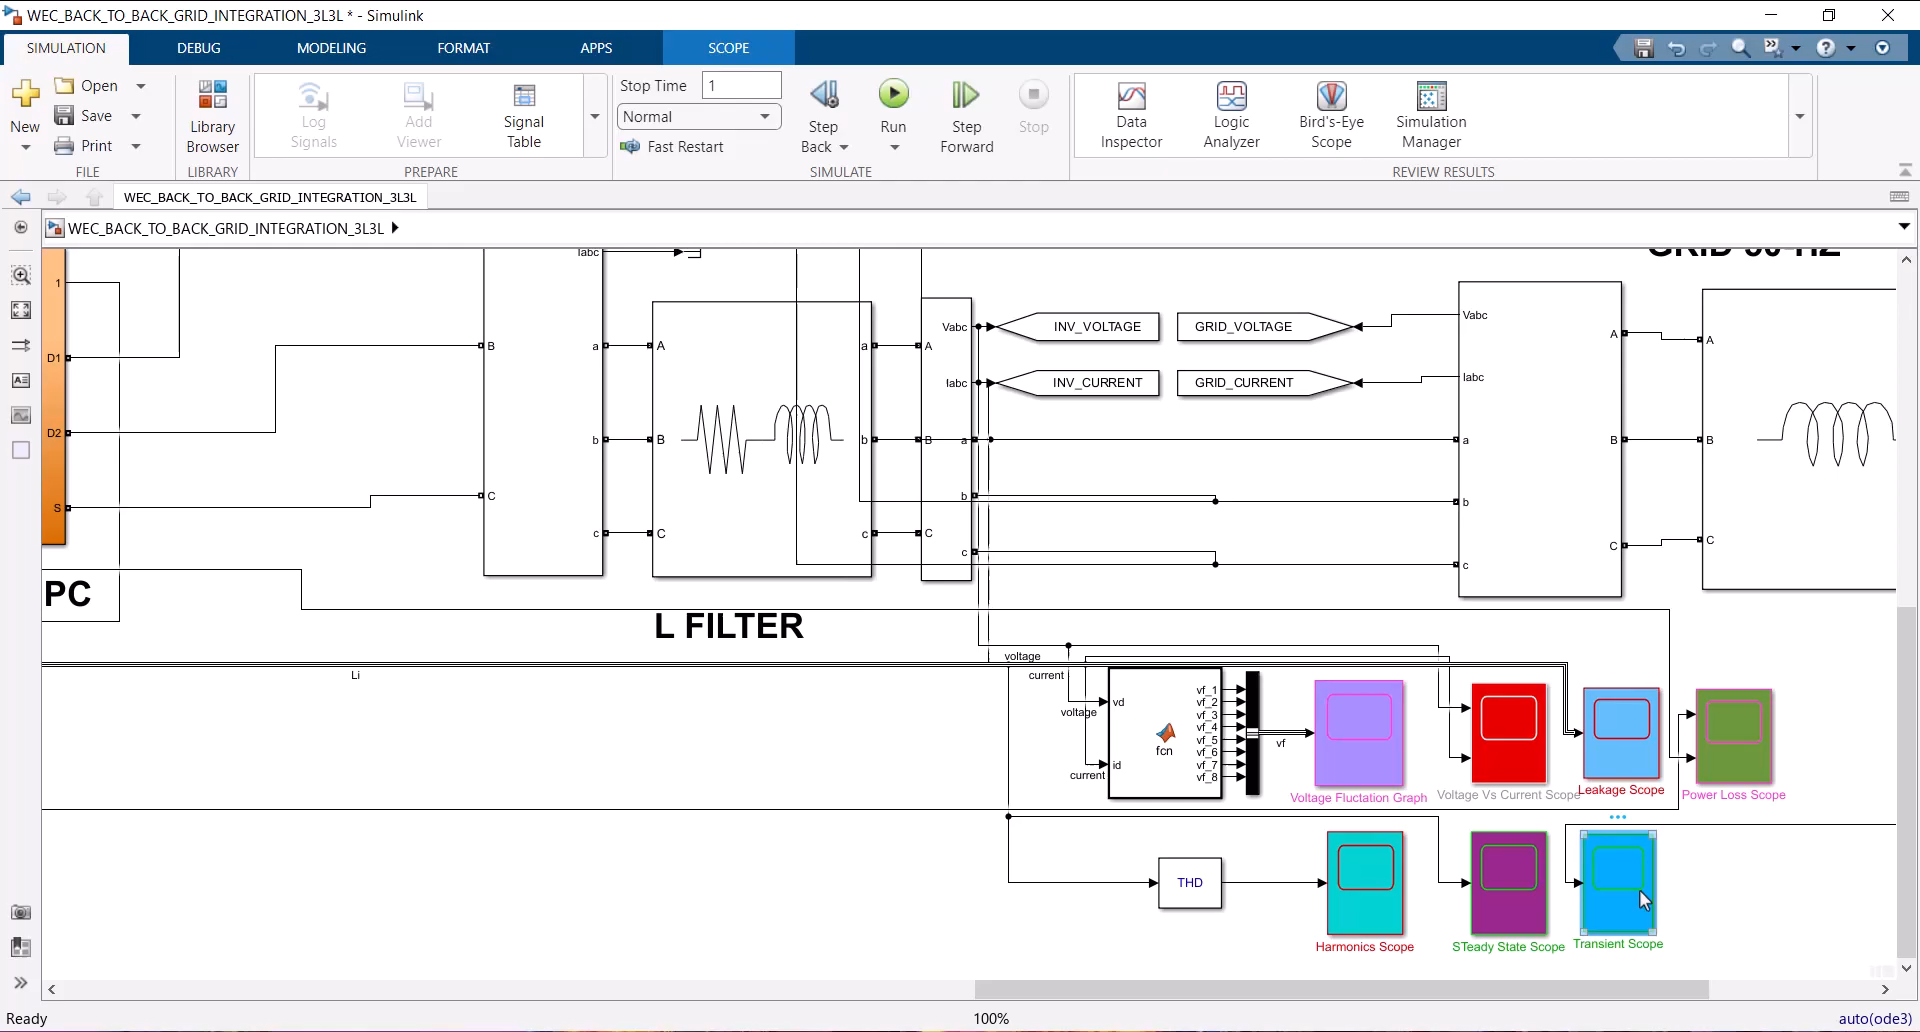 WEC_BACK_TO_BACK_GRID_INTEGRATION_3L3L * - Simulink
SIMULATION DEBUG MODELING FORMAT APPS SCOPE
New
Open
Save
Print
FILE
Library Browser
LIBRARY
Log Signals
Add Viewer
Signal Table
PREPARE
Stop Time 1
Normal
Fast Restart
Step Back
Run
Step Forward
Stop
SIMULATE
Data Inspector
Logic Analyzer
Bird's-Eye Scope
Simulation Manager
REVIEW RESULTS
WEC_BACK_TO_BACK_GRID_INTEGRATION_3L3L
WEC_BACK_TO_BACK_GRID_INTEGRATION_3L3L
Iabc
1
D1
D2
S
B
C
a
b
c
A
B
C
a
b
c
A
B
C
Vabc
Iabc
a
b
c
INV_VOLTAGE GRID_VOLTAGE
INV_CURRENT GRID_CURRENT
Vabc
Iabc
a
b
c
A
B
C
A
B
C
PC
L FILTER
Li
voltage
current
voltage
current
vd
id
fcn
vf_1
vf_2
vf_3
vf_4
vf_5
vf_6
vf_7
vf_8
vf
Voltage Fluctation Graph
Voltage Vs Current Scope
Leakage Scope
Power Loss Scope
THD
Harmonics Scope
STeady State Scope
Transient Scope
Ready 100% auto(ode3)